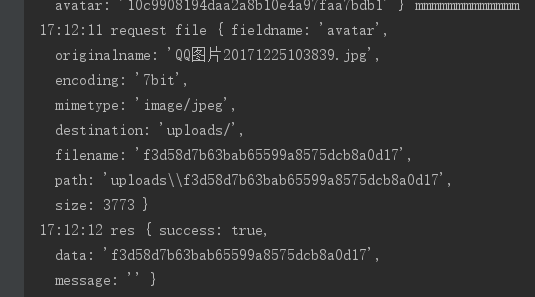 avatar: '10c9908194daa2a8b10e4a97faa7bdb1' } mmmmmmmmmmmmmmm
17:12:11 request file { fieldname: 'avatar',
originalname: 'QQ图片20171225103839.jpg',
encoding: '7bit',
mimetype: 'image/jpeg',
destination: 'uploads/',
filename: 'f3d58d7b63bab65599a8575dcb8a0d17',
path: 'uploads\\f3d58d7b63bab65599a8575dcb8a0d17',
size: 3773 }
17:12:12 res { success: true,
data: 'f3d58d7b63bab65599a8575dcb8a0d17',
message: '' }